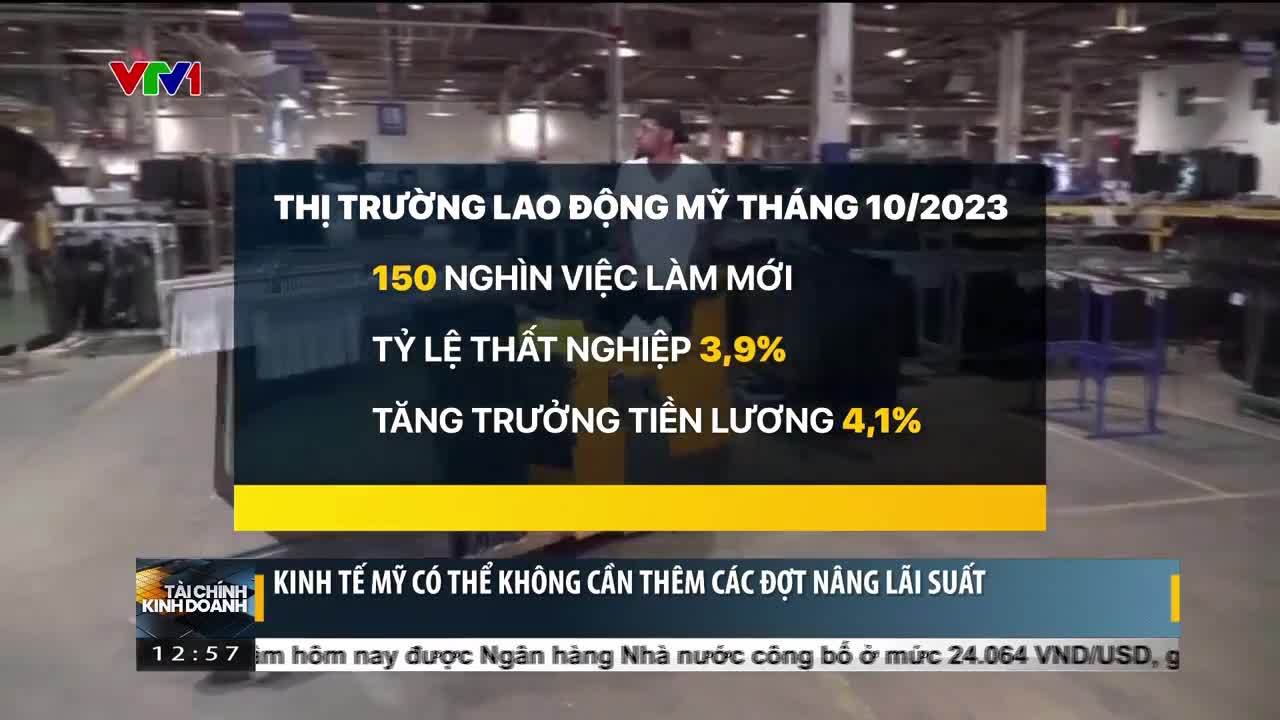 VTV1
THỊ TRƯỜNG LAO ĐỘNG MỸ THÁNG 10/2023
150 NGHÌN VIỆC LÀM MỚI
TỶ LỆ THẤT NGHIỆP 3,9%
TĂNG TRƯỞNG TIỀN LƯƠNG 4,1%
TÀI CHÍNH
KINH DOANH
KINH TẾ MỸ CÓ THỂ KHÔNG CẦN THÊM CÁC ĐỢT NÂNG LÃI SUẤT
12:57
hôm nay được Ngân hàng Nhà nước công bố ở mức 24.064 VND/USD,